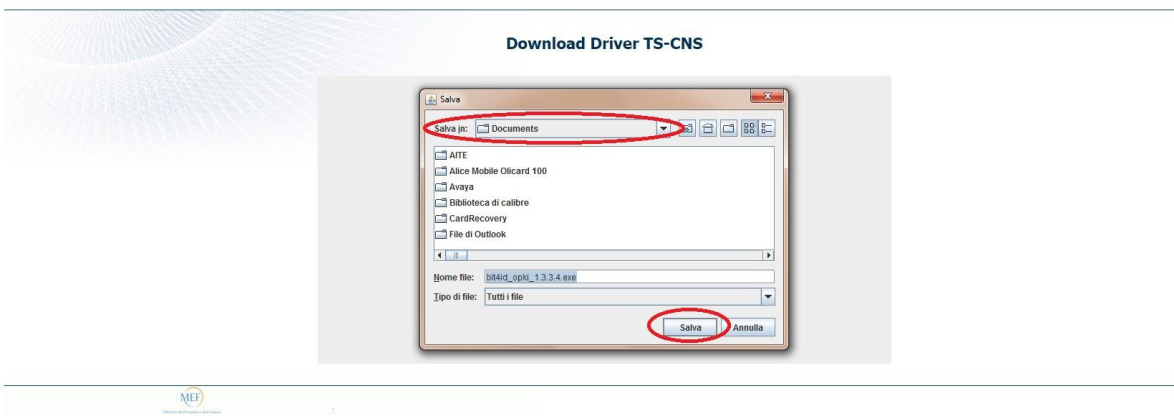 Download Driver TS-CNS
Salva
Salva in: Documents
AITE
Alice Mobile Olicard 100
Avaya
Biblioteca di calibre
CardRecovery
File di Outlook
Nome file: bit4id_opki_1.3.3.4.exe
Tipo di file: Tutti i file
Salva Annulla
MEF